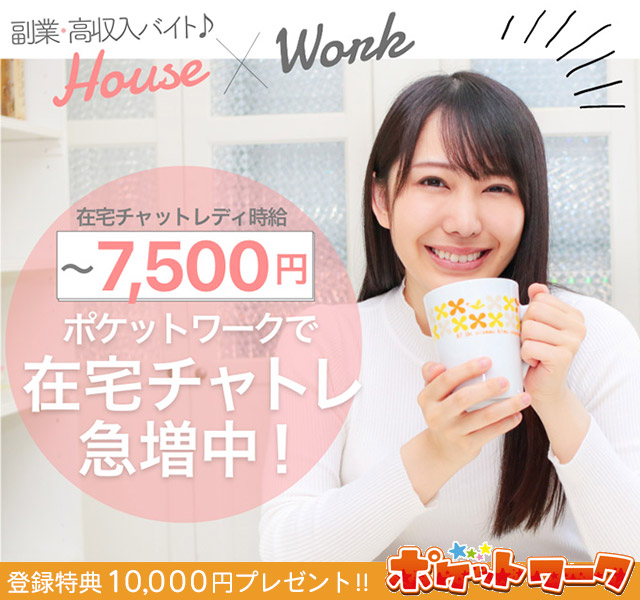 副業・高収入バイト♪
House × Work
在宅チャットレディ時給
～7,500円
ポケットワークで
在宅チャトレ
急増中！
登録特典10,000円プレゼント!!
ポケットワーク